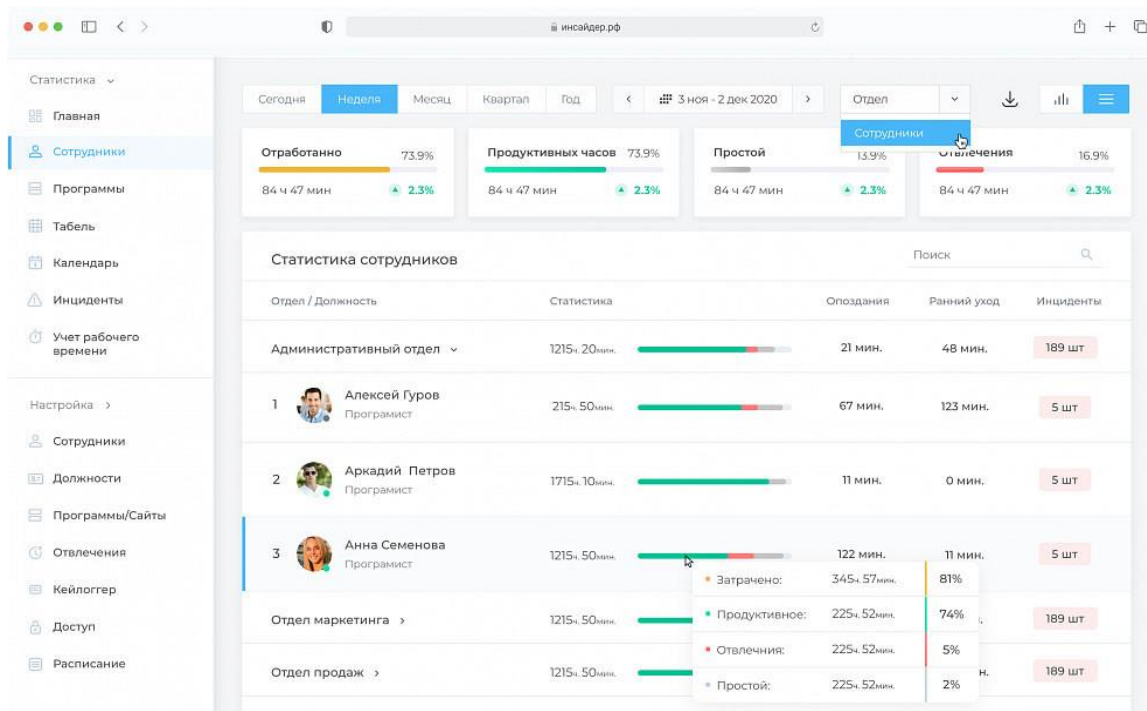 инсайдер.рф
Статистика
Главная
Сотрудники
Программы
Табель
Календарь
Инциденты
Учет рабочего
времени
Настройка
Сотрудники
Должности
Программы/Сайты
Отвлечения
Кейлоггер
Доступ
Расписание
Сегодня Неделя Месяц Квартал Год 3 ноя - 2 дек 2020 Отдел
Сотрудники
Отработанно 73.9%
84 ч 47 мин 2.3%
Продуктивных часов 73.9%
84 ч 47 мин 2.3%
Простой 13.9%
84 ч 47 мин 2.3%
Отвлечения 16.9%
84 ч 47 мин 2.3%
Статистика сотрудников Поиск
Отдел / Должность Статистика Опоздания Ранний уход Инциденты
Административный отдел 1215ч. 20мин. 21 мин. 48 мин. 189 шт
1 Алексей Гуров 215ч. 50мин. 67 мин. 123 мин. 5 шт
Програмист
2 Аркадий Петров 1715ч. 10мин. 11 мин. 0 мин. 5 шт
Програмист
3 Анна Семенова 1215ч. 50мин. 122 мин. 11 мин. 5 шт
Програмист
Затрачено: 345ч. 57мин. 81%
Продуктивное: 225ч. 52мин. 74%
Отвлечния: 225ч. 52мин. 5%
Простой: 225ч. 52мин. 2%
Отдел маркетинга 1215ч. 50мин. 189 шт
Отдел продаж 1215ч. 50мин. 189 шт